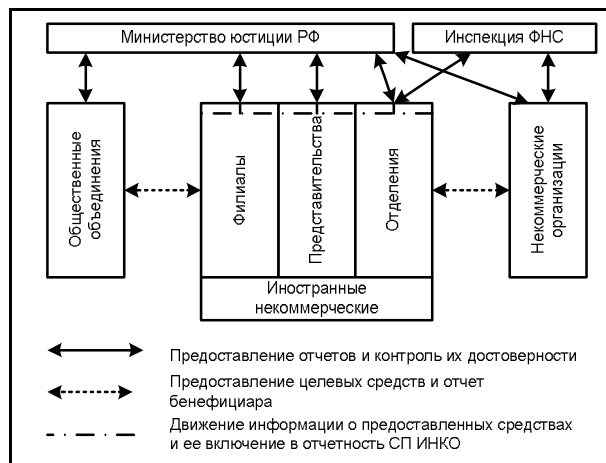 Министерство юстиции РФ
Инспекция ФНС
Общественные
объединения
Филиалы
Представительства
Отделения
Некоммерческие
организации
Иностранные
некоммерческие
Предоставление отчетов и контроль их достоверности
Предоставление целевых средств и отчет
бенефициара
Движение информации о предоставленных средствах
и ее включение в отчетность СП ИНКО